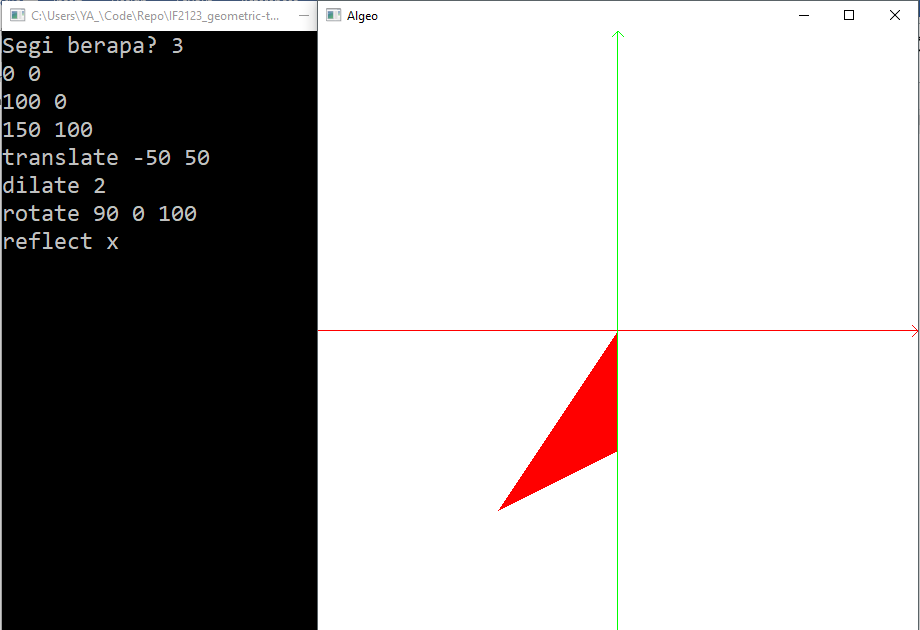 C:\Users\YA_\Code\Repo\IF2123_geometric-t...
Algeo
Segi berapa? 3
0 0
100 0
150 100
translate -50 50
dilate 2
rotate 90 0 100
reflect x